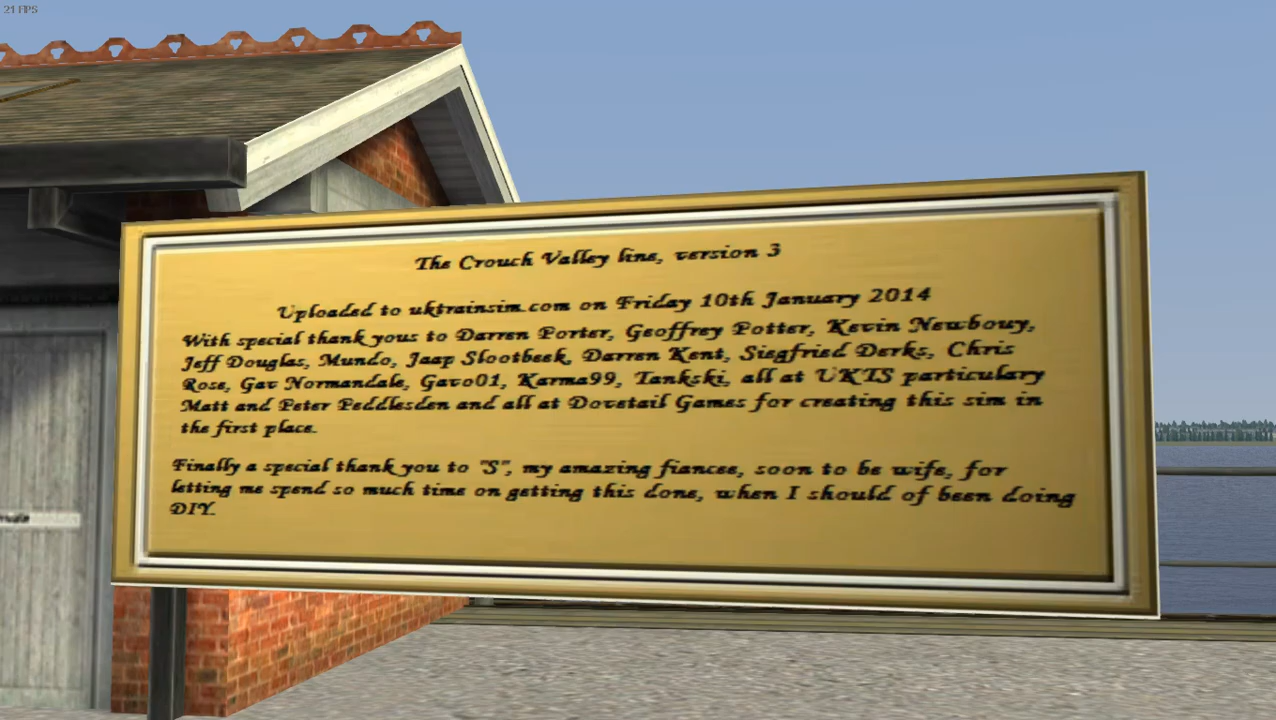 21 FPS
The Crouch Valley line, version 3
Uploaded to uktrainsim.com on Friday 10th January 2014
With special thank yous to Darren Porter, Geoffrey Potter, Kevin Newbouy,
Jeff Douglas, Mundo, Jaap Slootbeek, Darren Kent, Siegfried Derks, Chris
Rose, Gav Normandale, Gavo01, Karma99, Tankski, all at UKTS particulary
Matt and Peter Peddlesden and all at Dovetail Games for creating this sim in
the first place.
Finally a special thank you to "S", my amazing fiancee, soon to be wife, for
letting me spend so much time on getting this done, when I should of been doing
DIY.